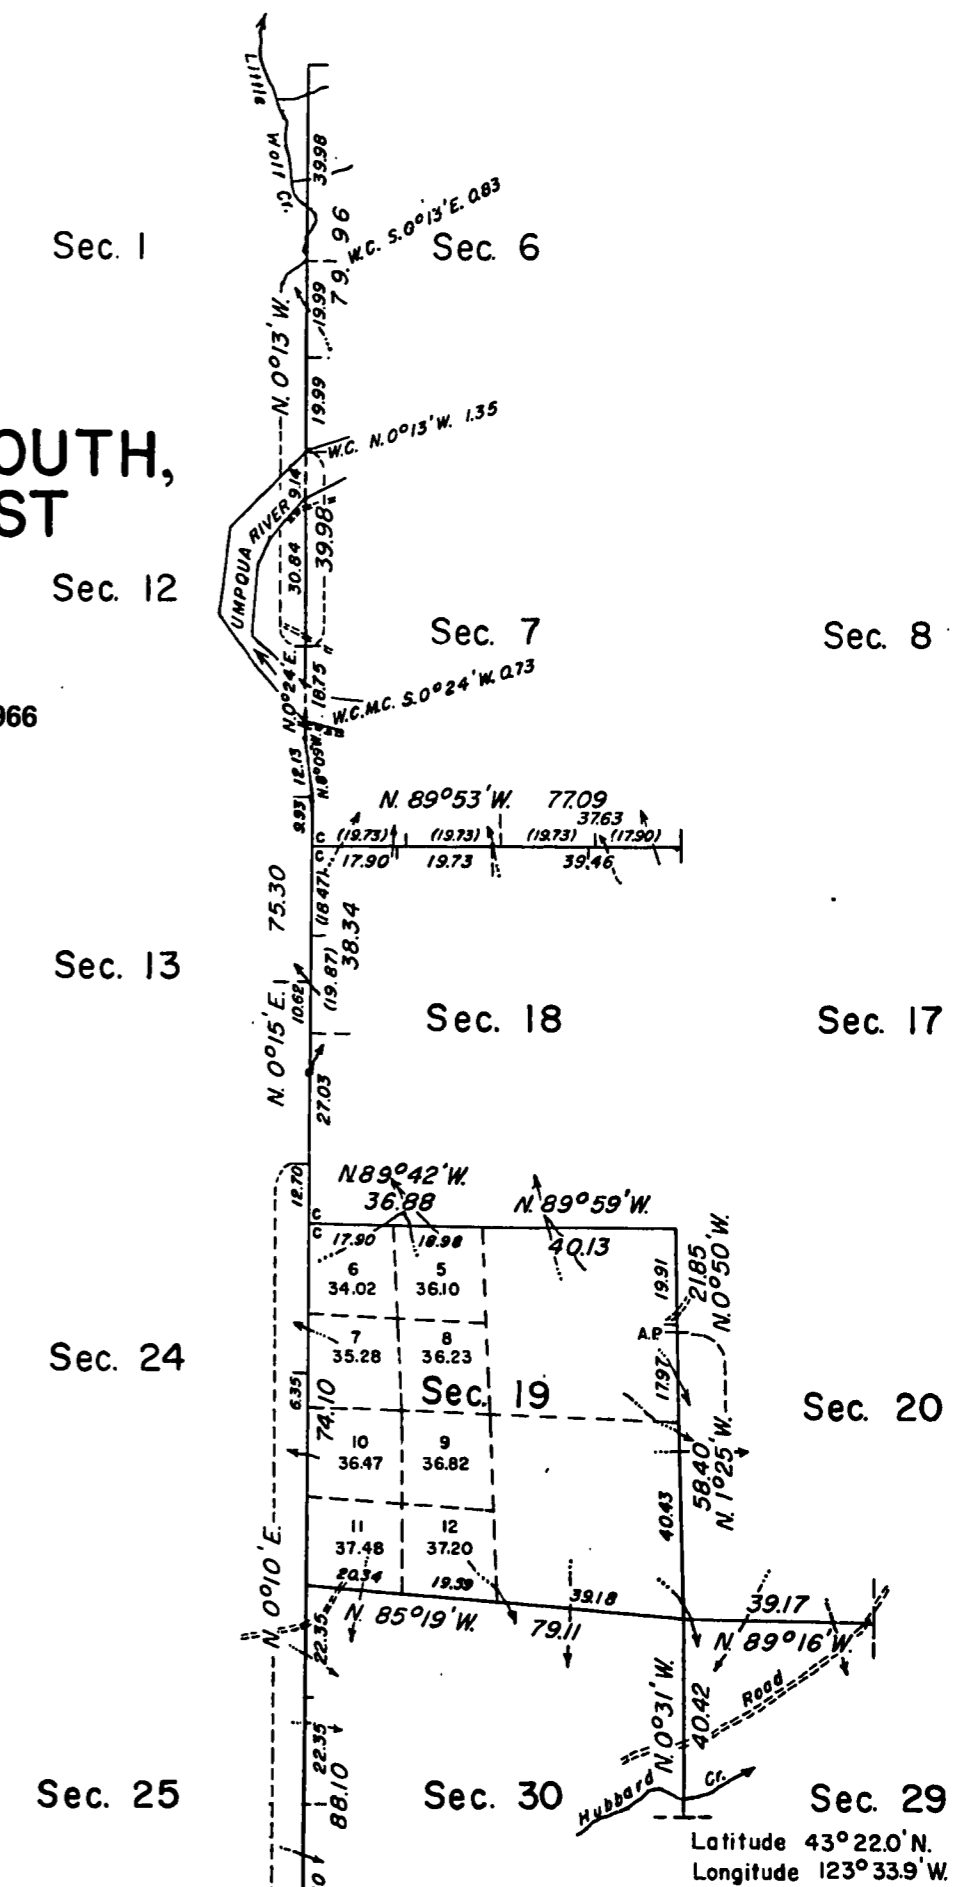 Little
Wolf
Cr.
39.98
Sec. 1
79.96
W.C. S.0°13'E. 0.83
Sec. 6
N. 0°13'W.
19.99
19.99
W.C. N.0°13'W. 1.35
OUTH,
ST
UMPQUA RIVER
9.14
39.98
30.84
Sec. 12
Sec. 7
Sec. 8
N.0°24'E.
18.75
W.C.M.C. S.0°24'W. 0.73
966
12.13
N.8°09'W.
N. 89°53'W. 77.09
37.63
9.93
C
(19.73)
(19.73)
(19.73)
(17.90)
C
17.90
19.73
39.46
75.30
(18.47)
38.34
Sec. 13
(19.87)
10.62
N. 0°15'E.
Sec. 18
Sec. 17
27.03
12.70
N.89°42'W.
36.88
N. 89°59'W.
C
C
17.90
18.98
40.13
6
34.02
5
36.10
19.91
21.85
N.0°50'W.
A.P.
7
35.28
8
36.23
Sec. 24
6.35
74.10
Sec. 19
17.97
Sec. 20
10
36.47
9
36.82
58.40
N. 1°25'W.
40.43
11
37.48
12
37.20
20.34
19.59
39.18
39.17
N. 0°10'E.
N. 85°19'W.
79.11
N. 89°16'W.
22.35
N.0°31'W.
40.42
Road
22.35
88.10
Sec. 25
Sec. 30
Hubbard
Cr.
Sec. 29
Latitude 43°22.0'N.
Longitude 123°33.9'W.